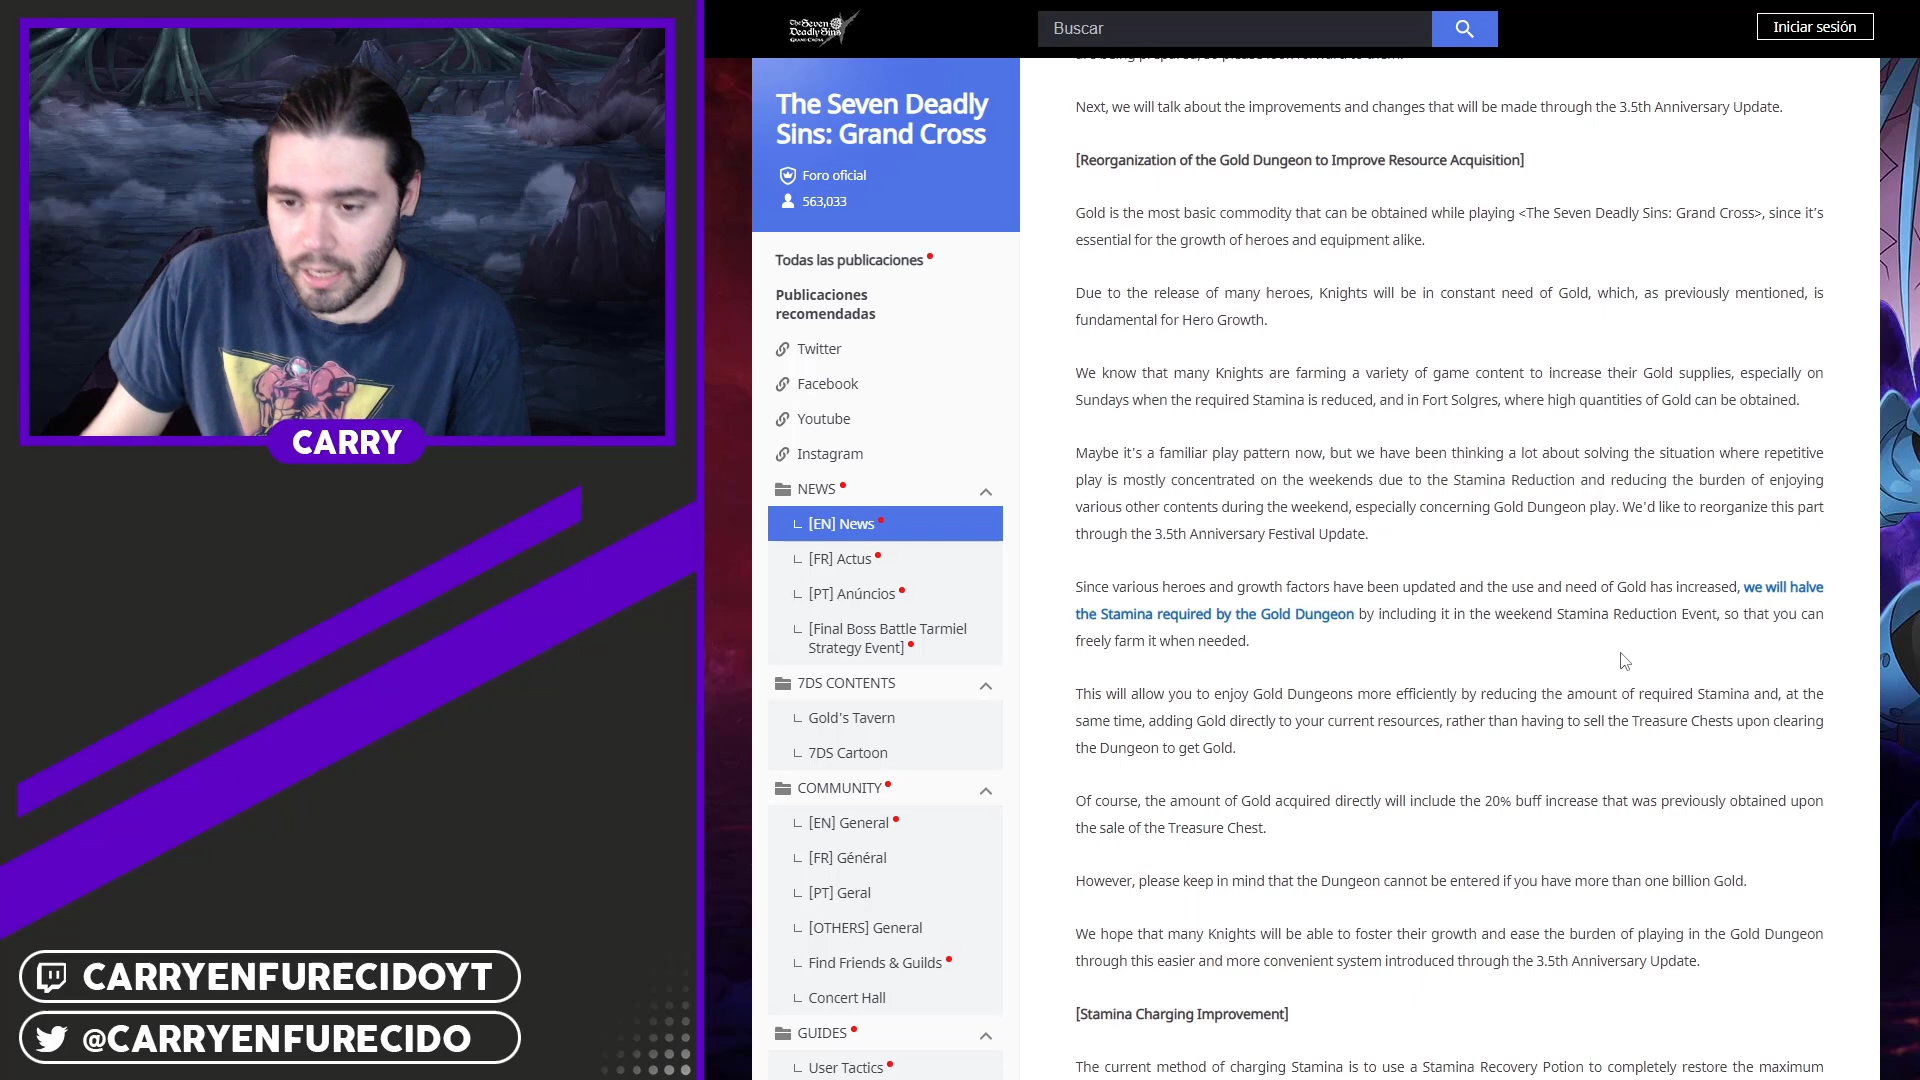 CARRY
CARRYENFURECIDOYT
@CARRYENFURECIDO
The Seven
Deadly Sins
GRAND CROSS
Buscar
Iniciar sesión
The Seven Deadly
Sins: Grand Cross
Foro oficial
563,033
Todas las publicaciones
Publicaciones
recomendadas
Twitter
Facebook
Youtube
Instagram
NEWS
[EN] News
[FR] Actus
[PT] Anúncios
[Final Boss Battle Tarmiel
Strategy Event]
7DS CONTENTS
Gold's Tavern
7DS Cartoon
COMMUNITY
[EN] General
[FR] Général
[PT] Geral
[OTHERS] General
Find Friends & Guilds
Concert Hall
GUIDES
User Tactics
Next, we will talk about the improvements and changes that will be made through the 3.5th Anniversary Update.
[Reorganization of the Gold Dungeon to Improve Resource Acquisition]
Gold is the most basic commodity that can be obtained while playing <The Seven Deadly Sins: Grand Cross>, since it's
essential for the growth of heroes and equipment alike.
Due to the release of many heroes, Knights will be in constant need of Gold, which, as previously mentioned, is
fundamental for Hero Growth.
We know that many Knights are farming a variety of game content to increase their Gold supplies, especially on
Sundays when the required Stamina is reduced, and in Fort Solgres, where high quantities of Gold can be obtained.
Maybe it's a familiar play pattern now, but we have been thinking a lot about solving the situation where repetitive
play is mostly concentrated on the weekends due to the Stamina Reduction and reducing the burden of enjoying
various other contents during the weekend, especially concerning Gold Dungeon play. We'd like to reorganize this part
through the 3.5th Anniversary Festival Update.
Since various heroes and growth factors have been updated and the use and need of Gold has increased, we will halve
the Stamina required by the Gold Dungeon by including it in the weekend Stamina Reduction Event, so that you can
freely farm it when needed.
This will allow you to enjoy Gold Dungeons more efficiently by reducing the amount of required Stamina and, at the
same time, adding Gold directly to your current resources, rather than having to sell the Treasure Chests upon clearing
the Dungeon to get Gold.
Of course, the amount of Gold acquired directly will include the 20% buff increase that was previously obtained upon
the sale of the Treasure Chest.
However, please keep in mind that the Dungeon cannot be entered if you have more than one billion Gold.
We hope that many Knights will be able to foster their growth and ease the burden of playing in the Gold Dungeon
through this easier and more convenient system introduced through the 3.5th Anniversary Update.
[Stamina Charging Improvement]
The current method of charging Stamina is to use a Stamina Recovery Potion to completely restore the maximum